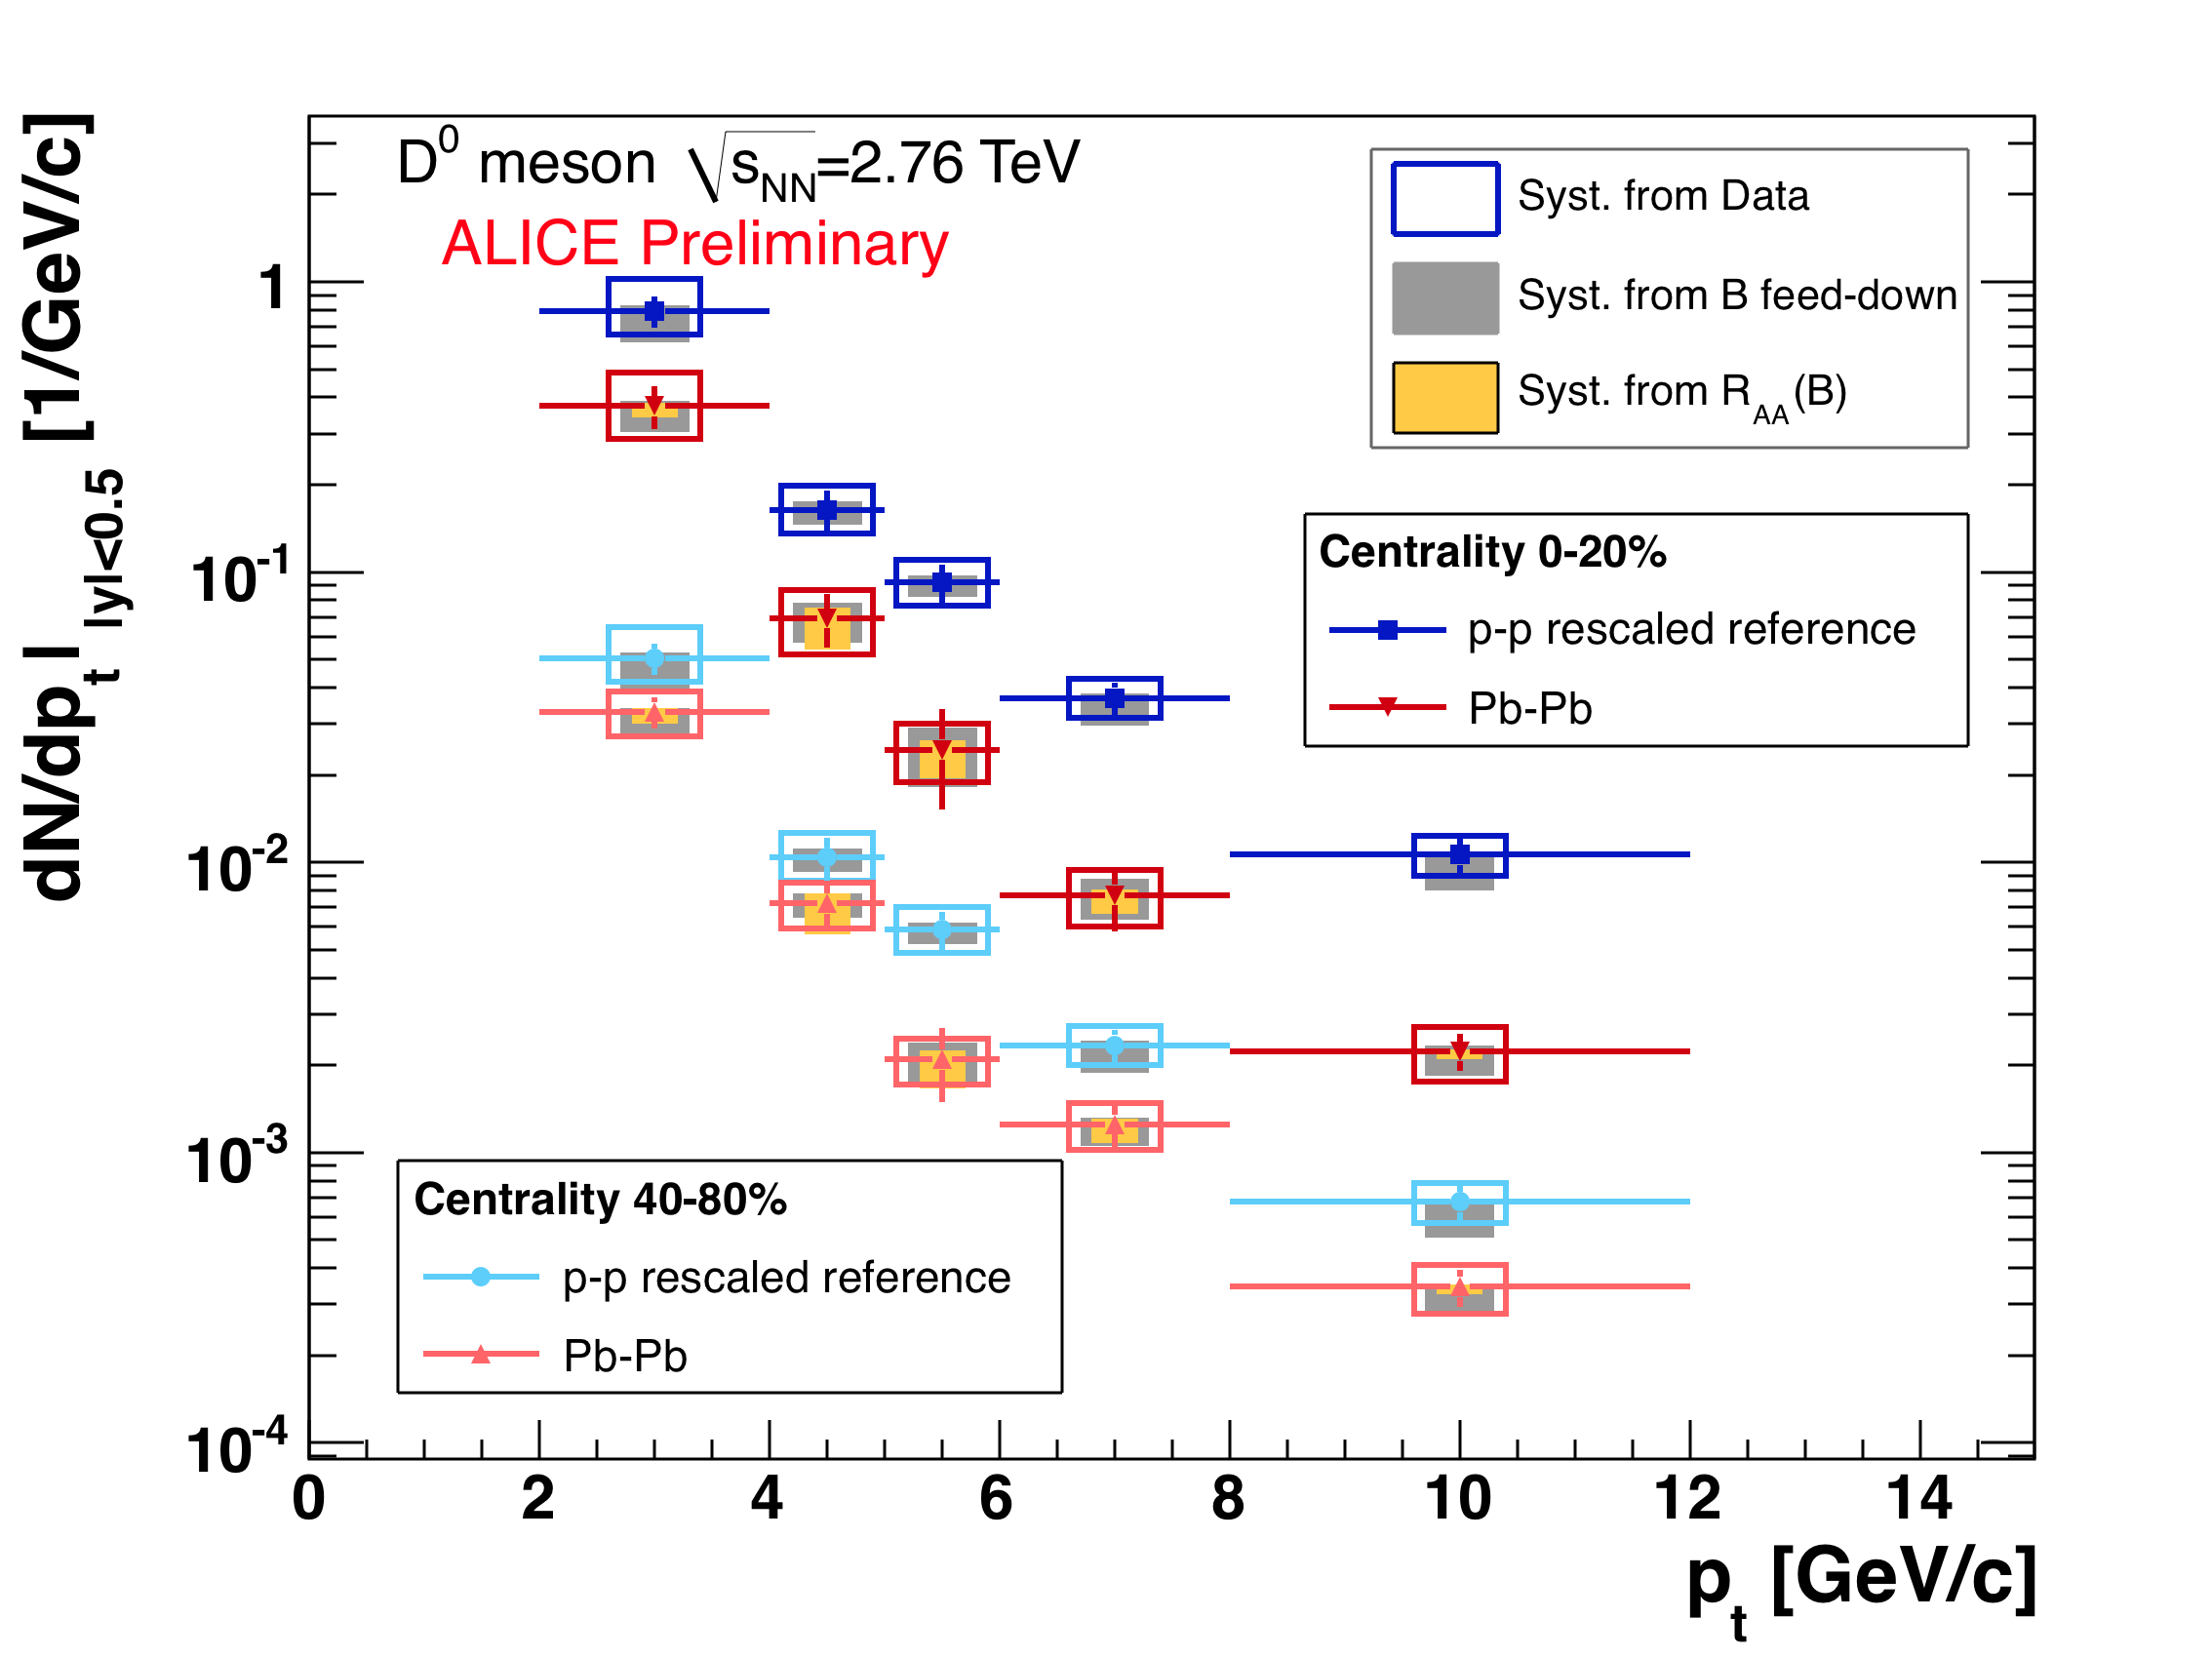 D⁰ meson √sNN=2.76 TeV
ALICE Preliminary
Syst. from Data
Syst. from B feed-down
Syst. from RAA(B)
Centrality 0-20%
p-p rescaled reference
Pb-Pb
Centrality 40-80%
p-p rescaled reference
Pb-Pb
dN/dpt | |y|<0.5 [1/GeV/c]
1
10⁻¹
10⁻²
10⁻³
10⁻⁴
0 2 4 6 8 10 12 14
pt [GeV/c]